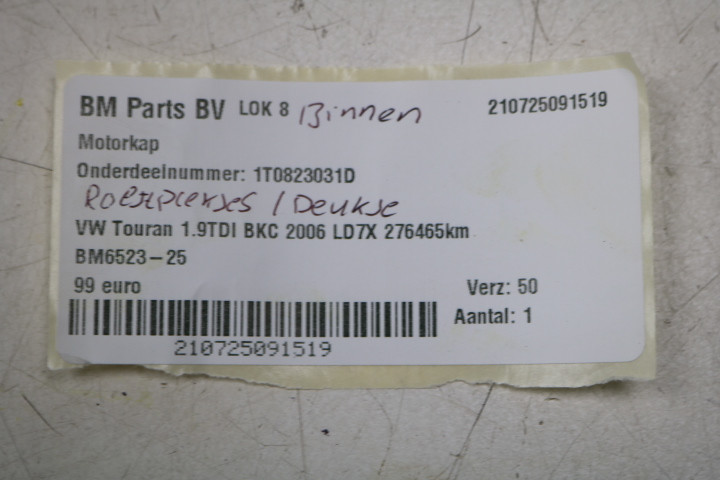 BM Parts BV LOK 8 Binnen 210725091519
Motorkap
Onderdeelnummer: 1T0823031D
Roestplekjes / Deukje
VW Touran 1.9TDI BKC 2006 LD7X 276465km
BM6523-25
99 euro Verz: 50
Aantal: 1
210725091519